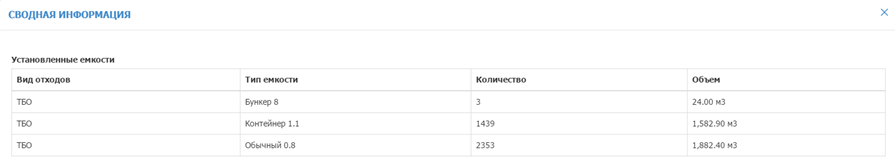 СВОДНАЯ ИНФОРМАЦИЯ
Установленные емкости
Вид отходов Тип емкости Количество Объем
ТБО Бункер 8 3 24.00 м3
ТБО Контейнер 1.1 1439 1,582.90 м3
ТБО Обычный 0.8 2353 1,882.40 м3